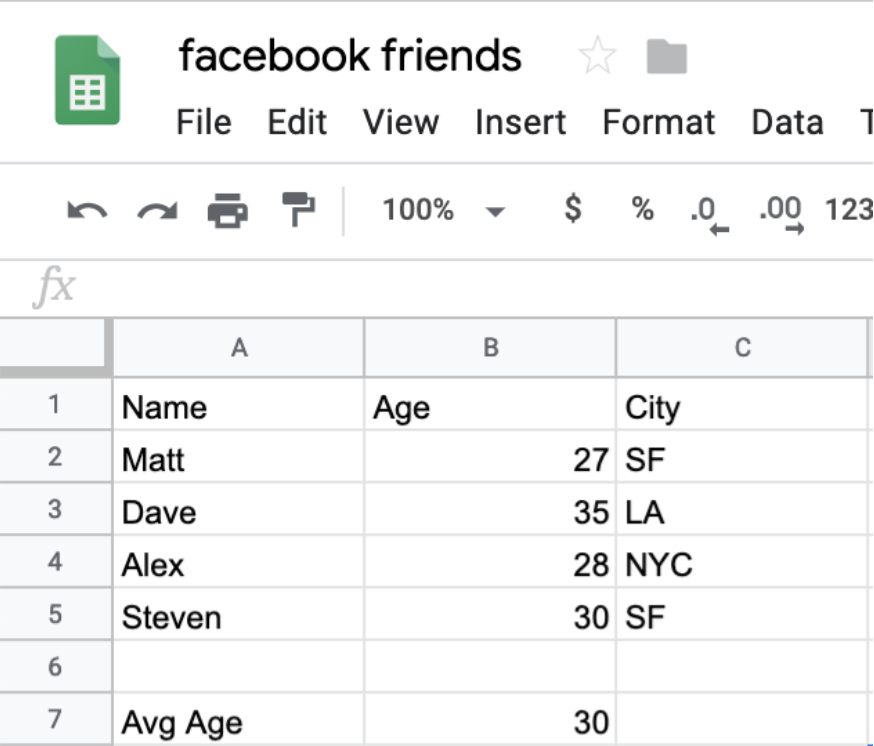 facebook friends
File Edit View Insert Format Data T
100% $ % .0 .00 123
fx
A B C
1 Name Age City
2 Matt 27 SF
3 Dave 35 LA
4 Alex 28 NYC
5 Steven 30 SF
6
7 Avg Age 30